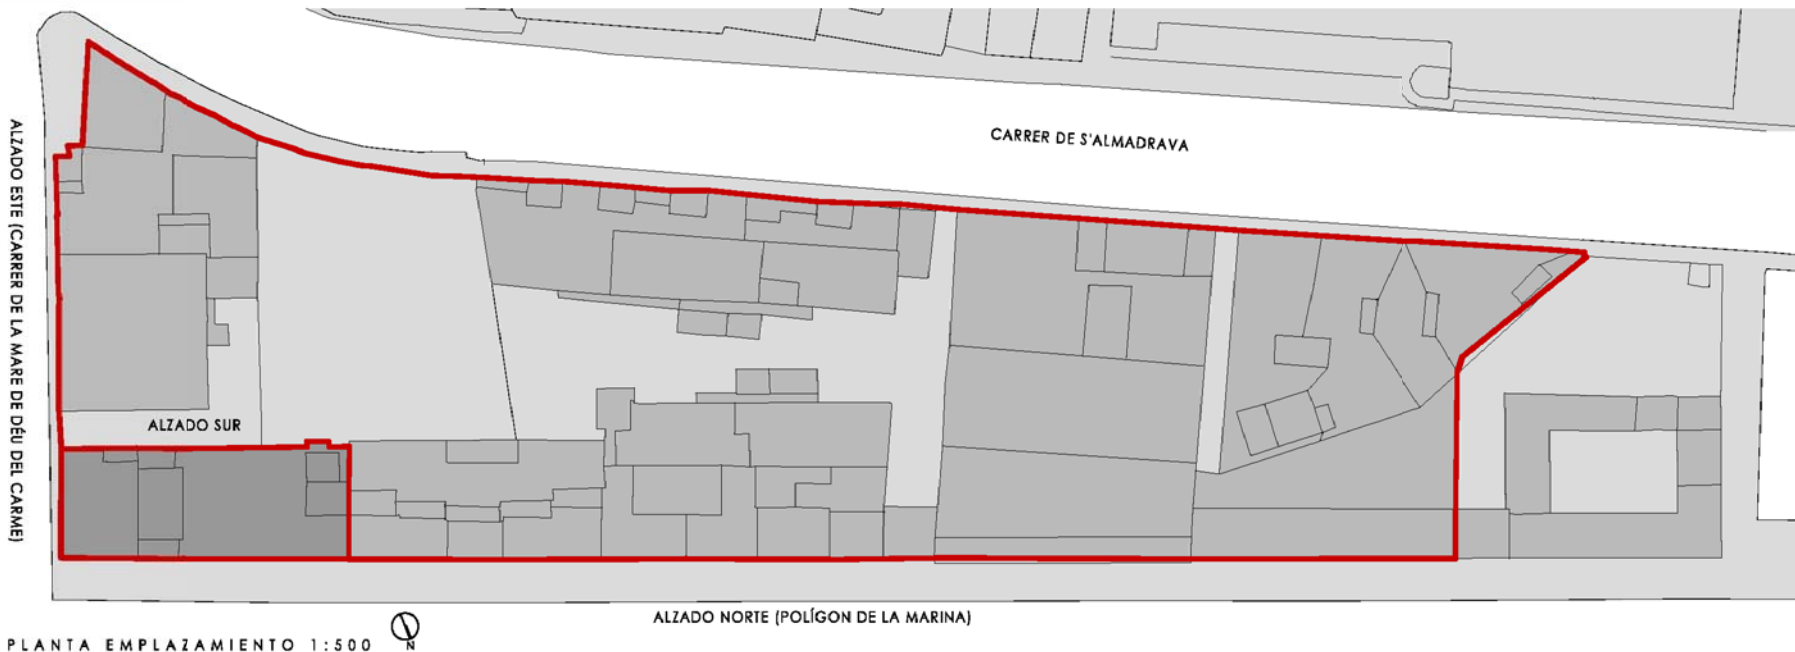 CARRER DE S'ALMADRAVA
ALZADO ESTE (CARRER DE LA MARE DE DÉU DEL CARME)
ALZADO SUR
ALZADO NORTE (POLÍGON DE LA MARINA)
PLANTA EMPLAZAMIENTO 1:500
N